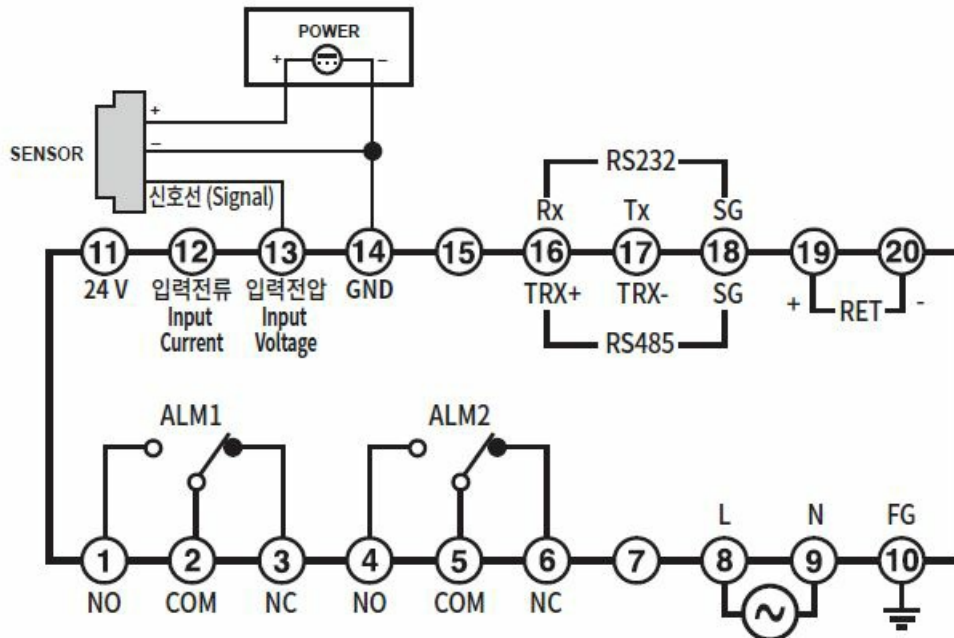 POWER
+ −
+
SENSOR −
신호선 (Signal)
RS232
Rx Tx SG
11 12 13 14 15 16 17 18 19 20
24 V 입력전류 입력전압 GND TRX+ TRX- SG
Input Input
Current Voltage
+ RET -
RS485
ALM1 ALM2
L N FG
1 2 3 4 5 6 7 8 9 10
NO COM NC NO COM NC